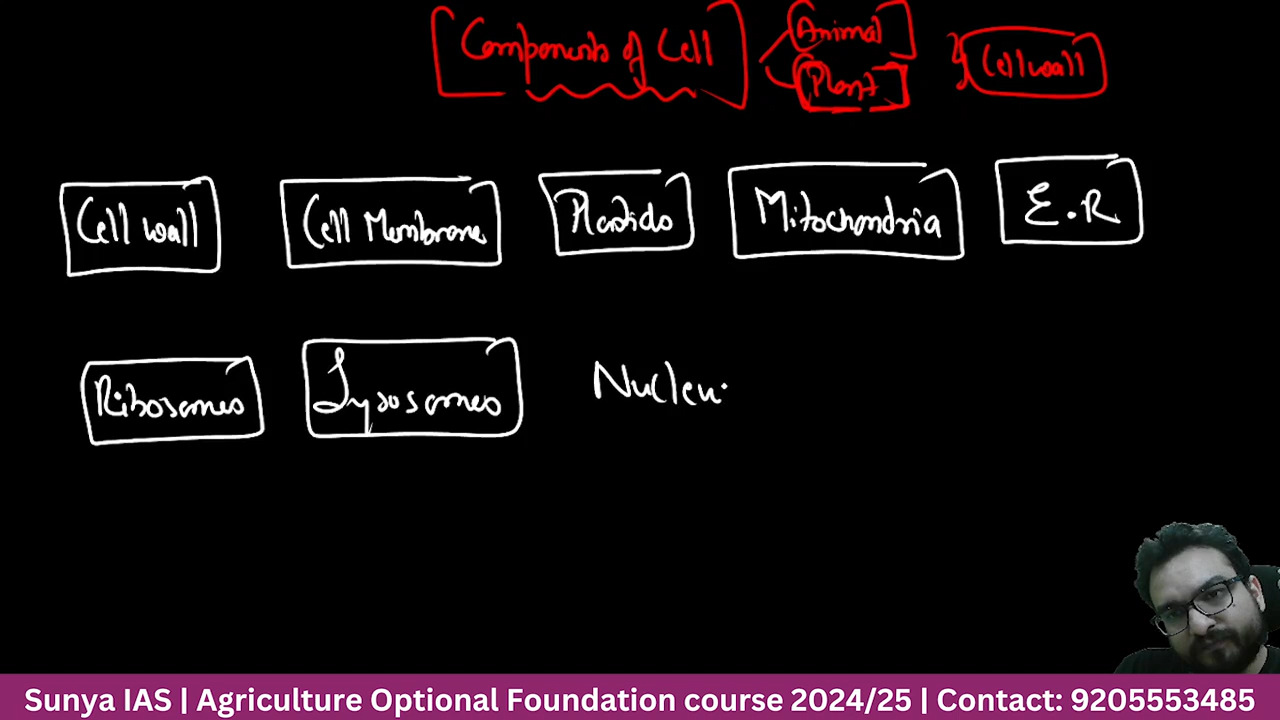 Components of Cell
Animal
Plant
Cell wall
Cell wall
Cell Membrane
Plastids
Mitochondria
E.R
Ribosomes
Lysosomes
Nucleu
Sunya IAS | Agriculture Optional Foundation course 2024/25 | Contact: 9205553485